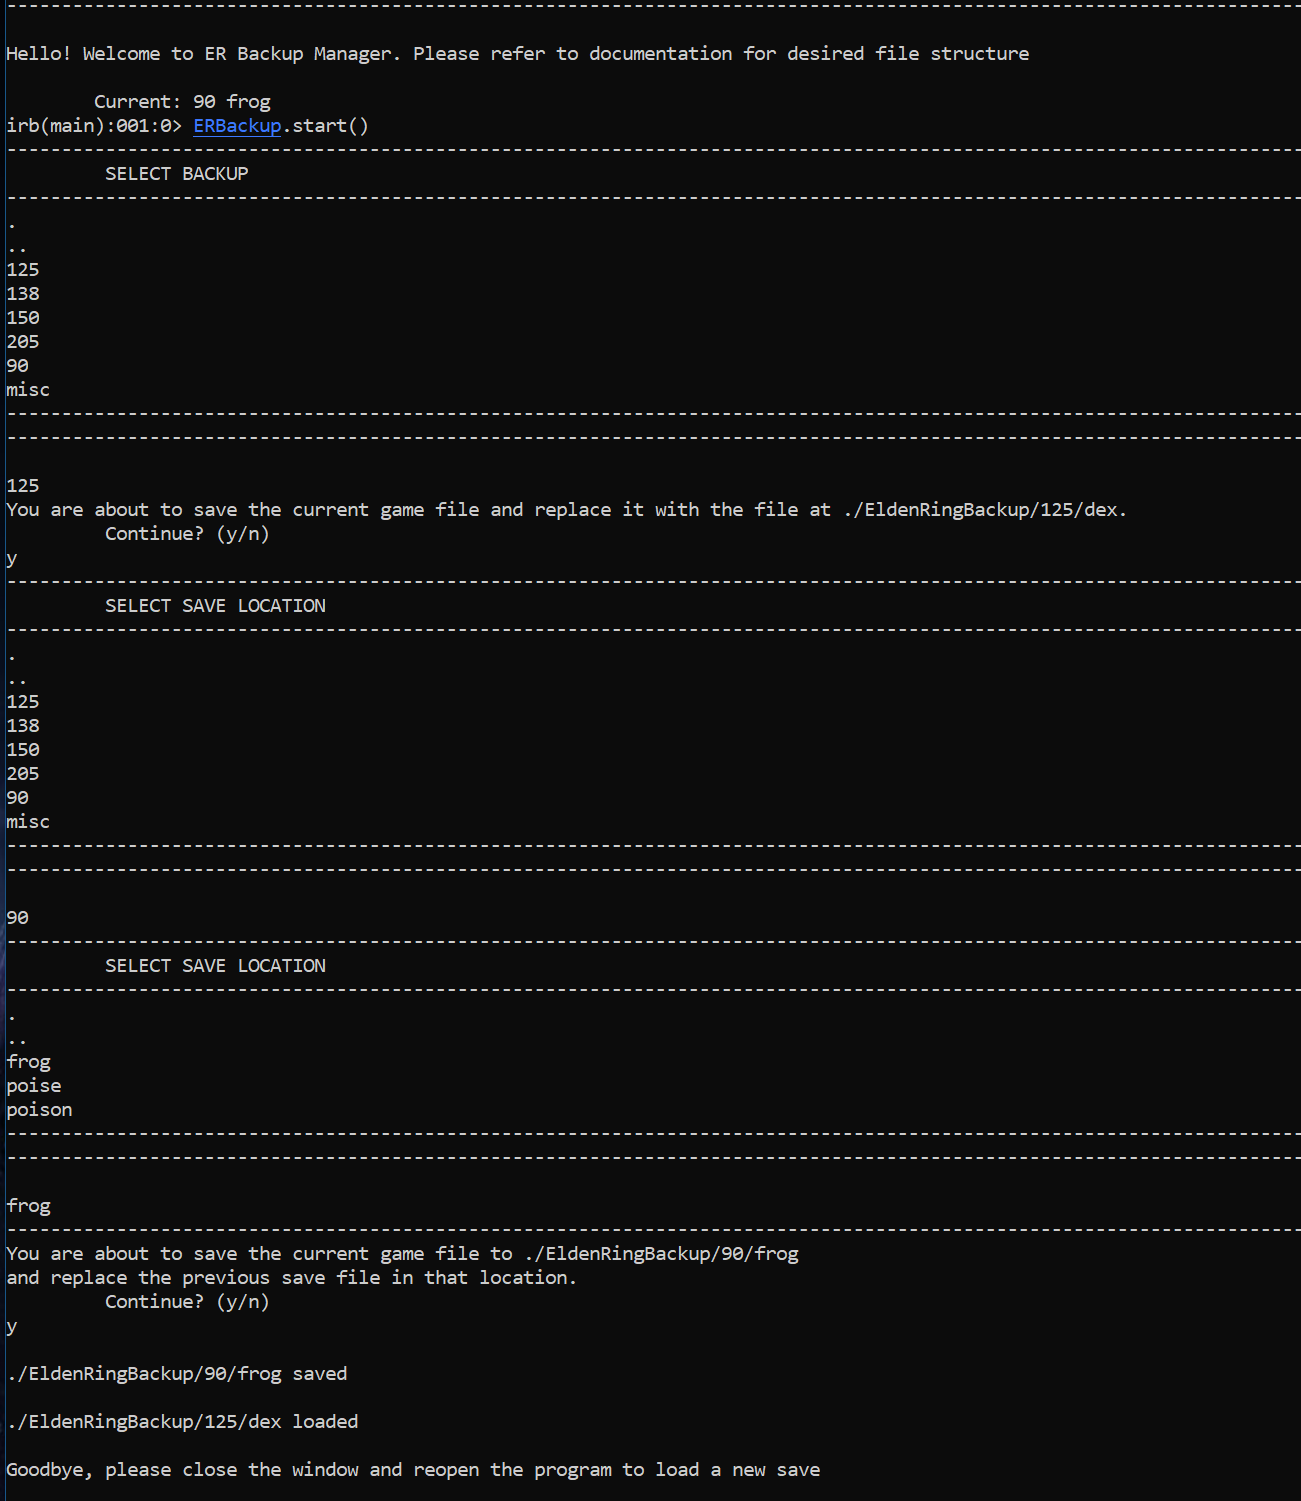 Hello! Welcome to ER Backup Manager. Please refer to documentation for desired file structure
Current: 90 frog
irb(main):001:0> ERBackup.start()
--------------------------------------------------------------------------------------------------------------------
SELECT BACKUP
--------------------------------------------------------------------------------------------------------------------
.
..
125
138
150
205
90
misc
--------------------------------------------------------------------------------------------------------------------
--------------------------------------------------------------------------------------------------------------------
125
You are about to save the current game file and replace it with the file at ./EldenRingBackup/125/dex.
Continue? (y/n)
y
--------------------------------------------------------------------------------------------------------------------
SELECT SAVE LOCATION
--------------------------------------------------------------------------------------------------------------------
.
..
125
138
150
205
90
misc
--------------------------------------------------------------------------------------------------------------------
--------------------------------------------------------------------------------------------------------------------
90
--------------------------------------------------------------------------------------------------------------------
SELECT SAVE LOCATION
--------------------------------------------------------------------------------------------------------------------
.
..
frog
poise
poison
--------------------------------------------------------------------------------------------------------------------
--------------------------------------------------------------------------------------------------------------------
frog
--------------------------------------------------------------------------------------------------------------------
You are about to save the current game file to ./EldenRingBackup/90/frog
and replace the previous save file in that location.
Continue? (y/n)
y
./EldenRingBackup/90/frog saved
./EldenRingBackup/125/dex loaded
Goodbye, please close the window and reopen the program to load a new save